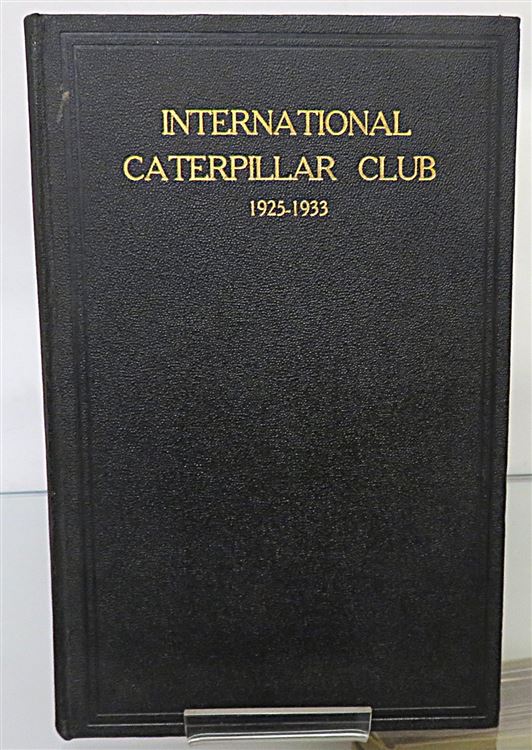 INTERNATIONAL
CATERPILLAR CLUB
1925-1933